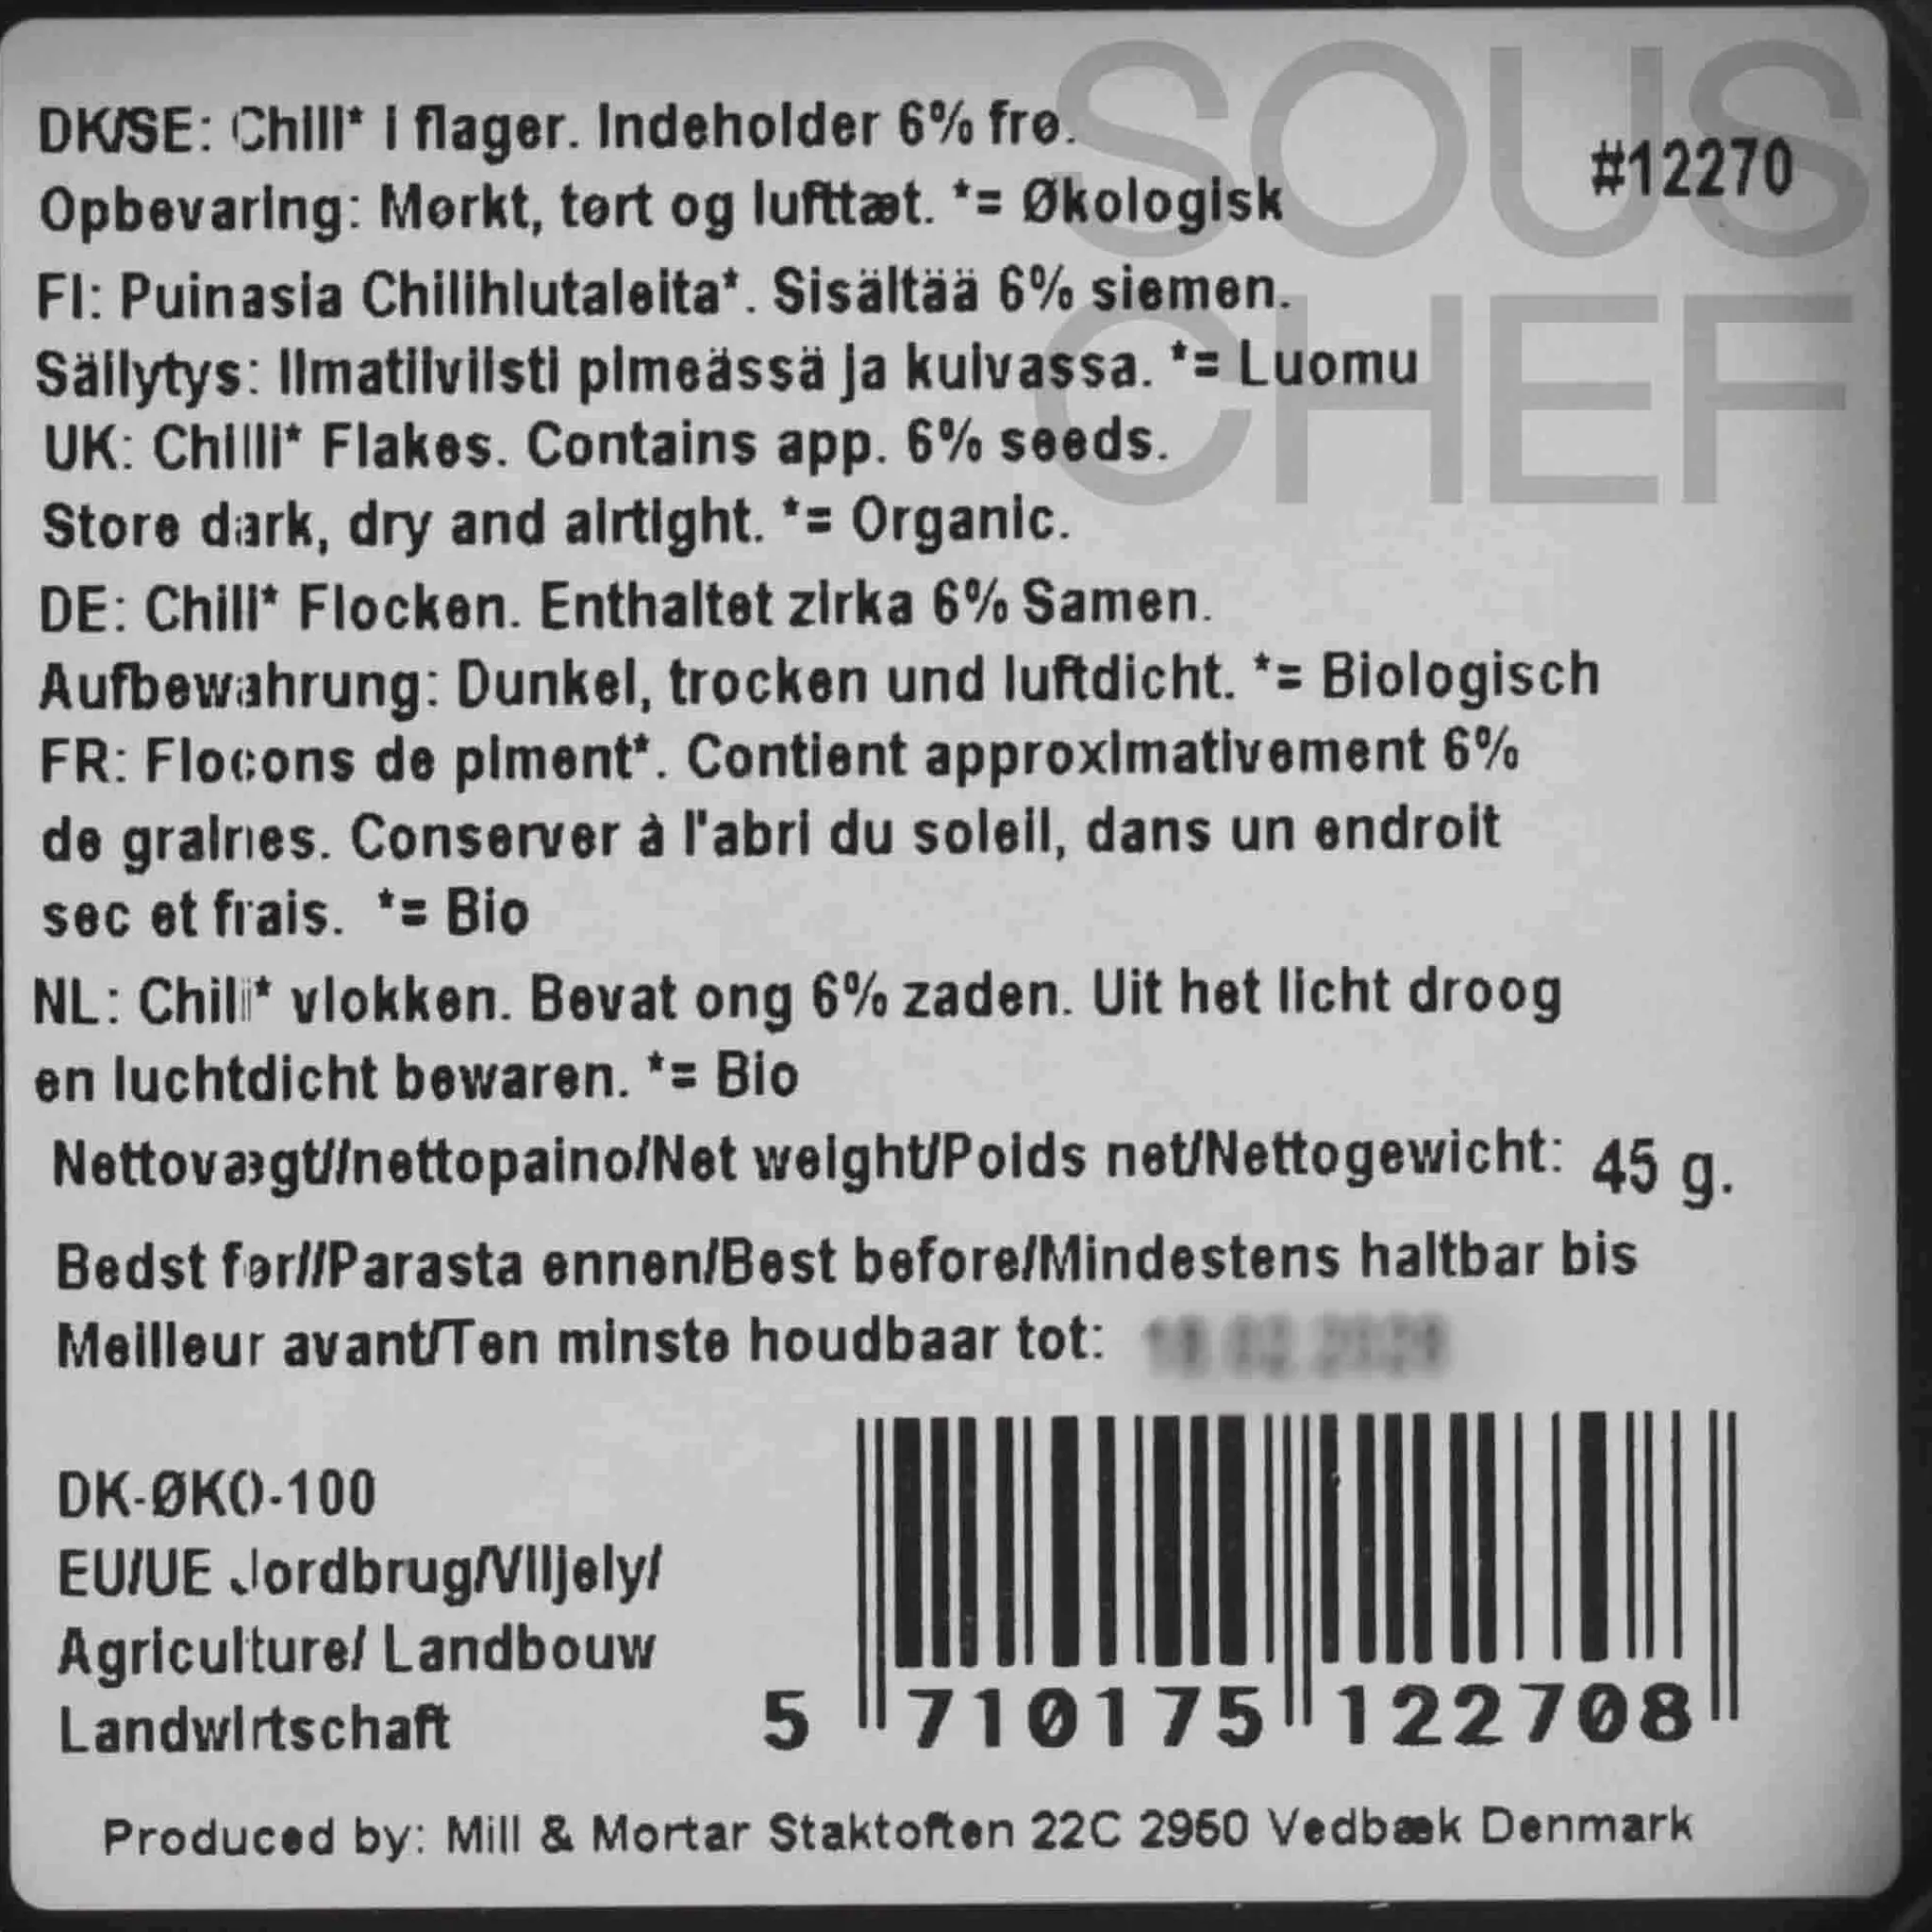 SOUS
CHEF
DK/SE: Chili* i flager. Indeholder 6% frø.
#12270
Opbevaring: Mørkt, tørt og lufttæt. *= Økologisk
FI: Puinasia Chilihiutaleita*. Sisältää 6% siemen.
Säilytys: Ilmatiiviisti pimeässä ja kuivassa. *= Luomu
UK: Chilli* Flakes. Contains app. 6% seeds.
Store dark, dry and airtight. *= Organic.
DE: Chili* Flocken. Enthaltet zirka 6% Samen.
Aufbewahrung: Dunkel, trocken und luftdicht. *= Biologisch
FR: Flocons de piment*. Contient approximativement 6%
de graines. Conserver à l'abri du soleil, dans un endroit
sec et frais. *= Bio
NL: Chili* vlokken. Bevat ong 6% zaden. Uit het licht droog
en luchtdicht bewaren. *= Bio
Nettovægt//nettopaino/Net weight/Poids net/Nettogewicht: 45 g.
Bedst før//Parasta ennen/Best before/Mindestens haltbar bis
Meilleur avant/Ten minste houdbaar tot:
DK-ØKO-100
EU/UE Jordbrug/Viljely/
Agriculture/ Landbouw
Landwirtschaft
5 710175 122708
Produced by: Mill & Mortar Staktoften 22C 2950 Vedbæk Denmark